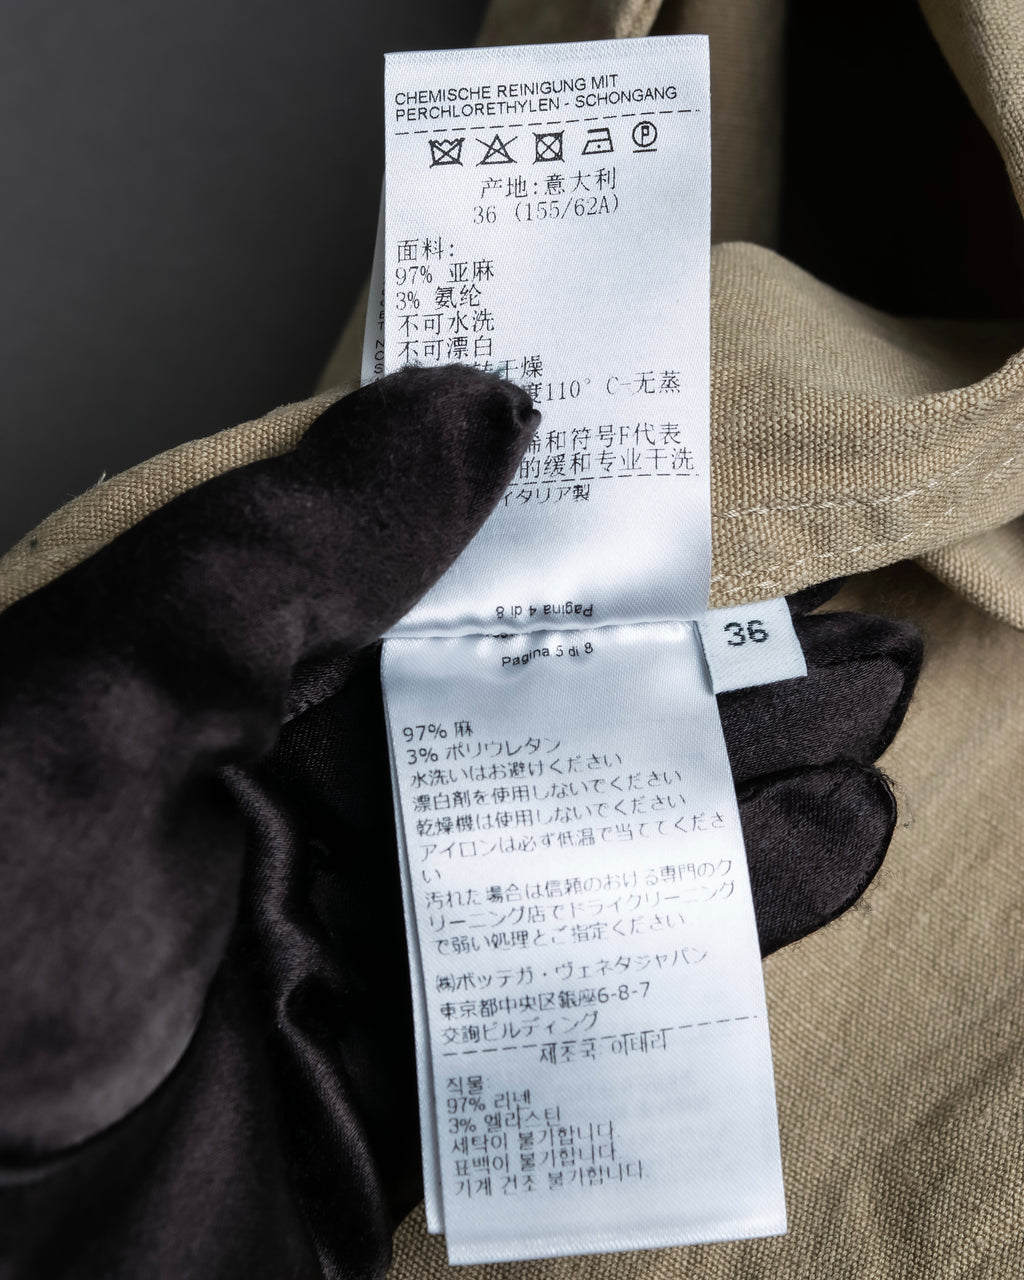 CHEMISCHE REINIGUNG MIT
PERCHLORETHYLEN - SCHONGANG
P
产地:意大利
36 (155/62A)
面料:
97% 亚麻
3% 氨纶
不可水洗
不可漂白
转干燥
度110° C-无蒸
和符号F代表
的缓和专业干洗
イタリア製
Pagina 4 di 8
Pagina 5 di 8
36
97% 麻
3% ポリウレタン
水洗いはお避けください
漂白剤を使用しないでください
乾燥機は使用しないでください
アイロンは必ず低温で当ててくださ
い
汚れた場合は信頼のおける専門のク
リーニング店でドライクリーニング
で弱い処理とご指定ください
㈱ボッテガ・ヴェネタジャパン
東京都中央区銀座6-8-7
交詢ビルディング
제조국: 이태리
직물:
97% 리넨
3% 엘라스틴
세탁이 불가합니다.
표백이 불가합니다.
기계 건조 불가합니다.